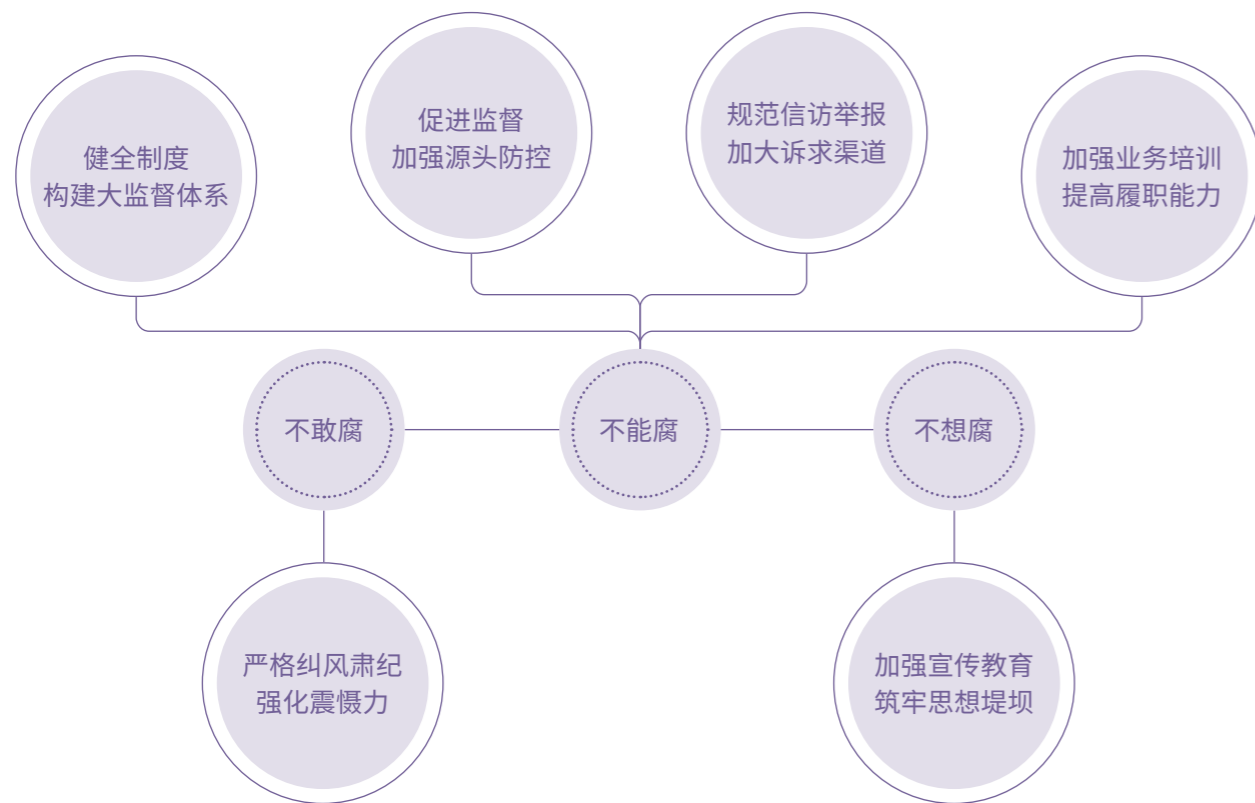 健全制度
构建大监督体系
促进监督
加强源头防控
规范信访举报
加大诉求渠道
加强业务培训
提高履职能力
不敢腐
不能腐
不想腐
严格纠风肃纪
强化震慑力
加强宣传教育
筑牢思想堤坝